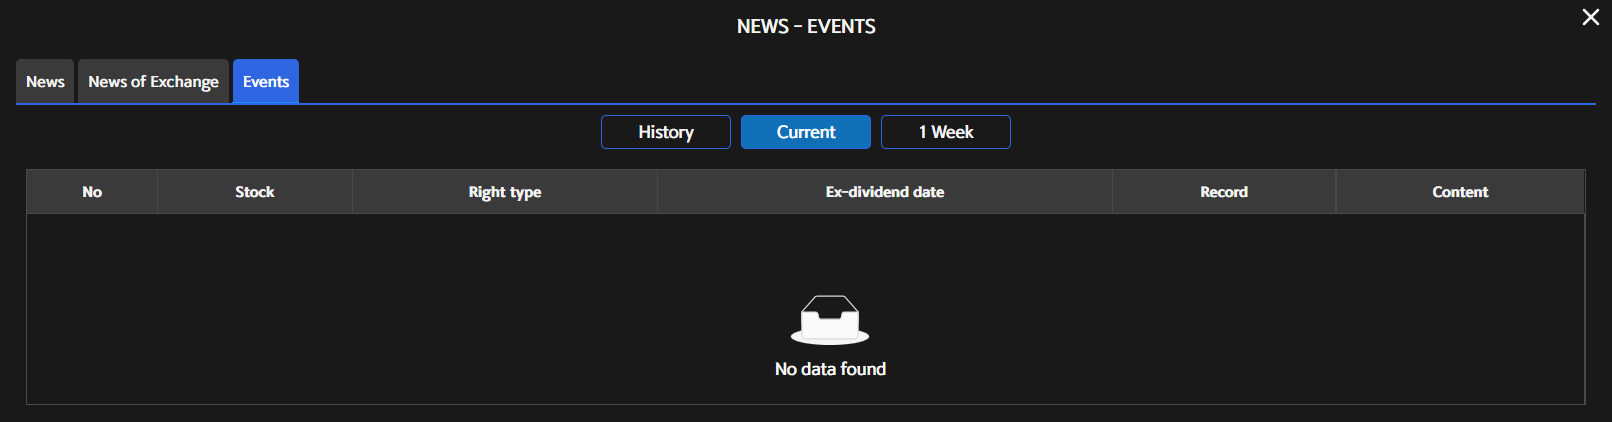 NEWS - EVENTS
News News of Exchange Events
History Current 1 Week
No Stock Right type Ex-dividend date Record Content
No data found